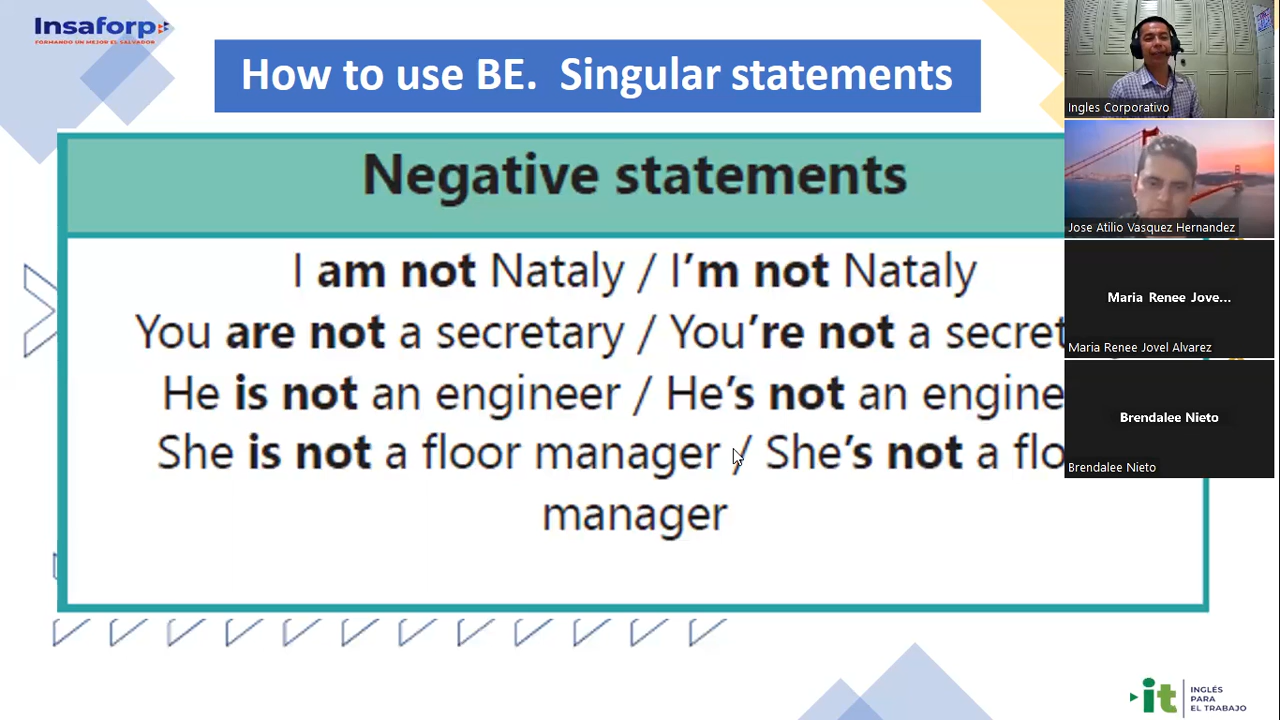 Insaforp
FORMANDO UN MEJOR EL SALVADOR
How to use BE. Singular statements
Negative statements
I am not Nataly / I’m not Nataly
You are not a secretary / You’re not a secret
He is not an engineer / He’s not an engine
She is not a floor manager / She’s not a flo
manager
Ingles Corporativo
Jose Atilio Vasquez Hernandez
Maria Renee Jove...
Maria Renee Jovel Alvarez
Brendalee Nieto
Brendalee Nieto
it
INGLÉS
PARA
EL TRABAJO